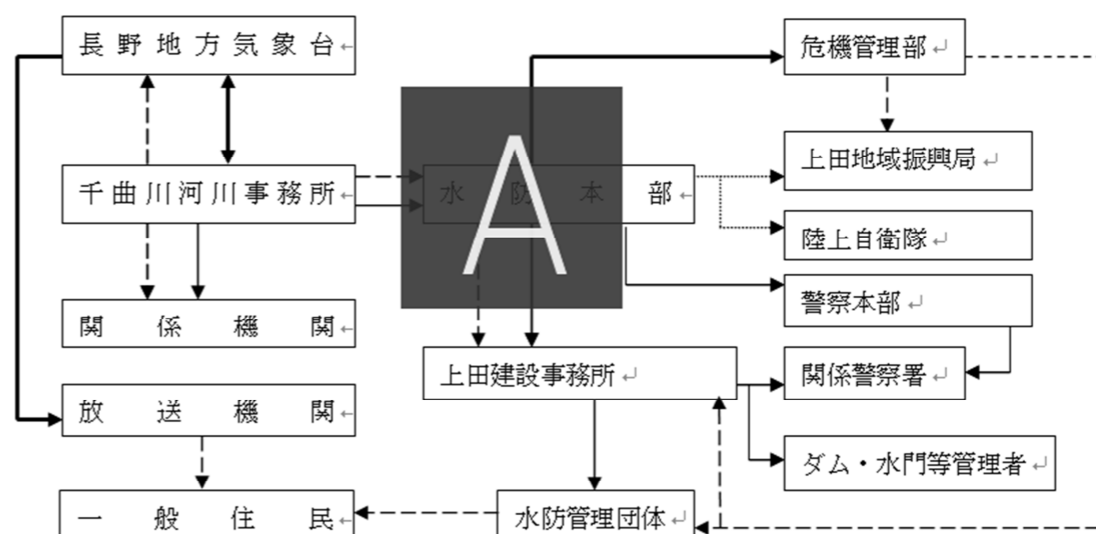 長野地方気象台
危機管理部
上田地域振興局
千曲川河川事務所
水防本部
陸上自衛隊
警察本部
関係機関
上田建設事務所
関係警察署
放送機関
ダム・水門等管理者
一般住民
水防管理団体
A